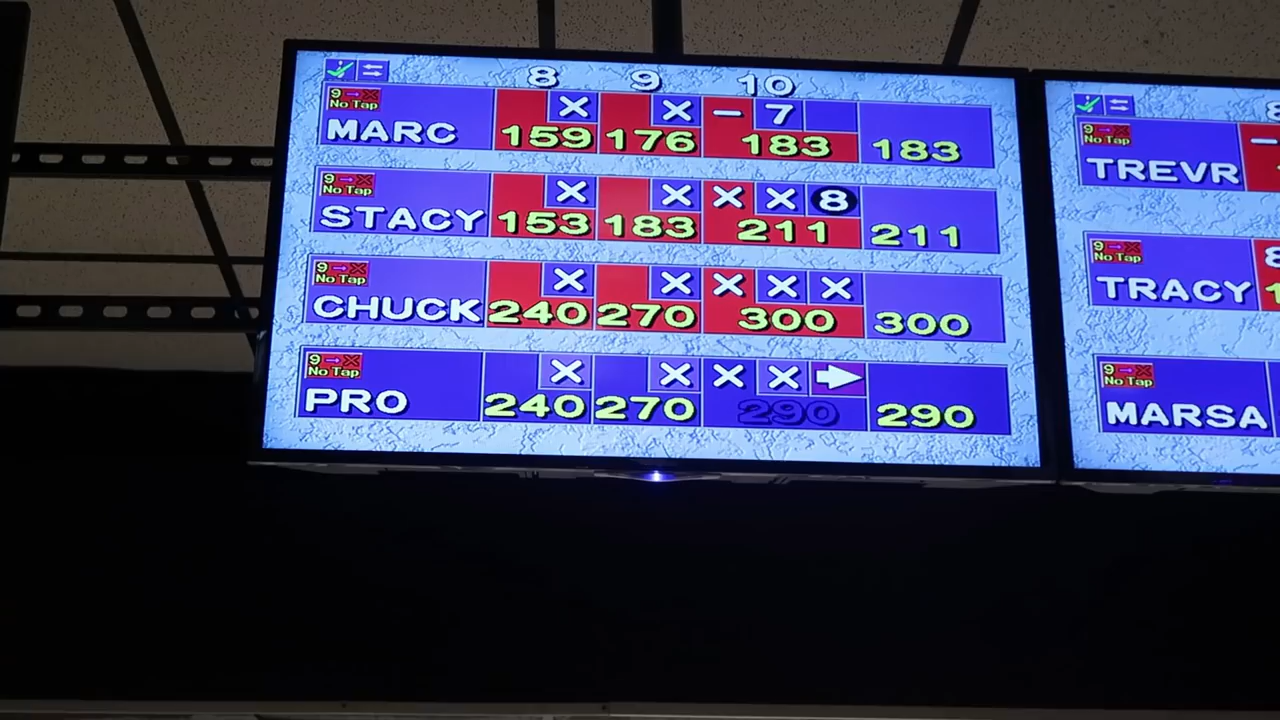 8 9 10
9→X
No Tap
MARC X X - 7
159 176 183 183
9→X
No Tap
STACY X X X X 8
153 183 211 211
9→X
No Tap
CHUCK X X X X X
240 270 300 300
9→X
No Tap
PRO X X X X
240 270 290 290
8
9→X
No Tap
TREVR -
9→X
No Tap
TRACY 8
9→X
No Tap
MARSA